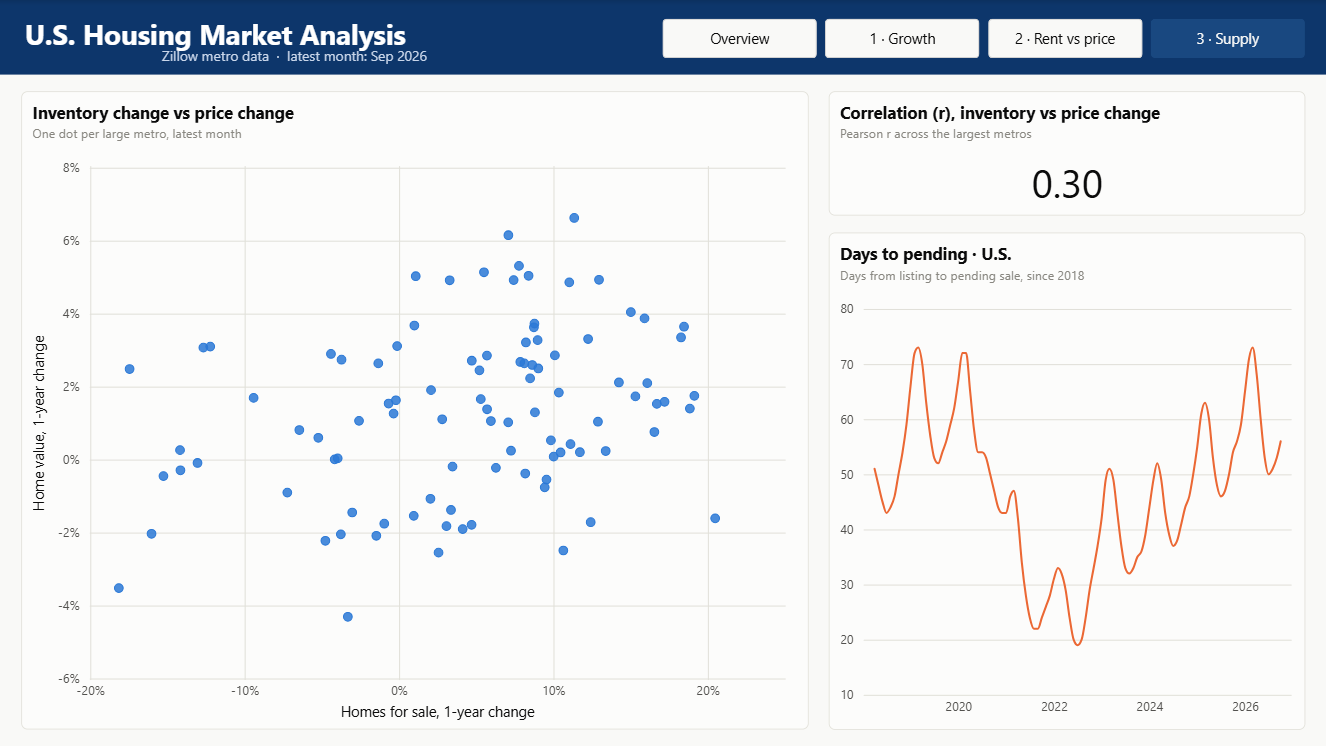 U.S. Housing Market Analysis
Zillow metro data · latest month: Sep 2026
Overview
1 · Growth
2 · Rent vs price
3 · Supply
Inventory change vs price change
One dot per large metro, latest month
8%
6%
4%
2%
0%
-2%
-4%
-6%
Home value, 1-year change
-20%
-10%
0%
10%
20%
Homes for sale, 1-year change
Correlation (r), inventory vs price change
Pearson r across the largest metros
0.30
Days to pending · U.S.
Days from listing to pending sale, since 2018
80
70
60
50
40
30
20
10
2020
2022
2024
2026